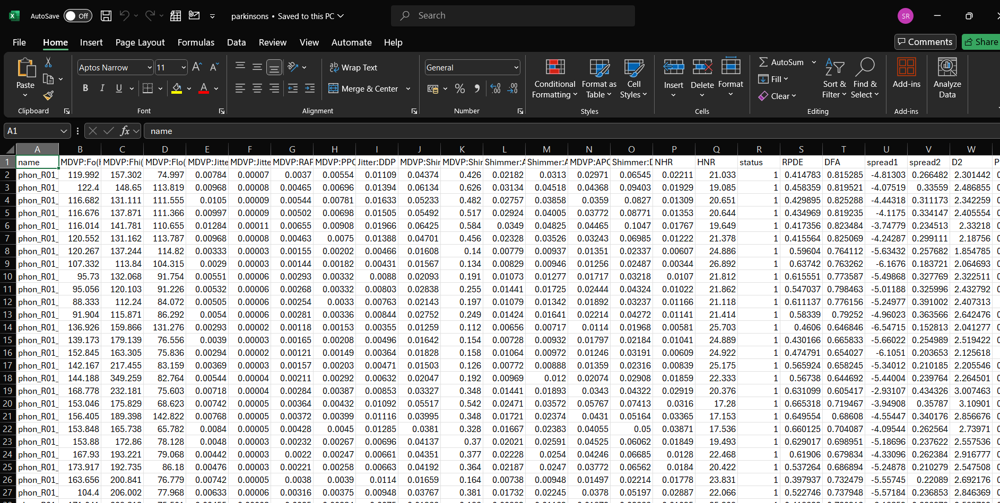 AutoSave Off parkinsons • Saved to this PC Search SR
File Home Insert Page Layout Formulas Data Review View Automate Help Comments Share
Paste Aptos Narrow 11 B I U Wrap Text Merge & Center General Conditional Formatting Format as Table Cell Styles Insert Delete Format AutoSum Fill Clear Sort & Filter Find & Select Add-ins Analyze Data
Clipboard Font Alignment Number Styles Cells Editing Add-ins
A1 fx name
A B C D E F G H I J K L M N O P Q R S T U V W
1 name MDVP:Fo( MDVP:Fhi( MDVP:Flo( MDVP:Jitte MDVP:Jitte MDVP:RAP MDVP:PPQ Jitter:DDP MDVP:Shi MDVP:Shi Shimmer:A Shimmer:A MDVP:APQ Shimmer:D NHR HNR status RPDE DFA spread1 spread2 D2 P
2 phon_R01_ 119.992 157.302 74.997 0.00784 0.00007 0.0037 0.00554 0.01109 0.04374 0.426 0.02182 0.0313 0.02971 0.06545 0.02211 21.033 1 0.414783 0.815285 -4.81303 0.266482 2.301442
3 phon_R01_ 122.4 148.65 113.819 0.00968 0.00008 0.00465 0.00696 0.01394 0.06134 0.626 0.03134 0.04518 0.04368 0.09403 0.01929 19.085 1 0.458359 0.819521 -4.07519 0.33559 2.486855
4 phon_R01_ 116.682 131.111 111.555 0.0105 0.00009 0.00544 0.00781 0.01633 0.05233 0.482 0.02757 0.03858 0.0359 0.0827 0.01309 20.651 1 0.429895 0.825288 -4.44318 0.311173 2.342259
5 phon_R01_ 116.676 137.871 111.366 0.00997 0.00009 0.00502 0.00698 0.01505 0.05492 0.517 0.02924 0.04005 0.03772 0.08771 0.01353 20.644 1 0.434969 0.819235 -4.1175 0.334147 2.405554
6 phon_R01_ 116.014 141.781 110.655 0.01284 0.00011 0.00655 0.00908 0.01966 0.06425 0.584 0.0349 0.04825 0.04465 0.1047 0.01767 19.649 1 0.417356 0.823484 -3.74779 0.234513 2.33218
7 phon_R01_ 120.552 131.162 113.787 0.00968 0.00008 0.00463 0.0075 0.01388 0.04701 0.456 0.02328 0.03526 0.03243 0.06985 0.01222 21.378 1 0.415564 0.825069 -4.24287 0.299111 2.18756
8 phon_R01_ 120.267 137.244 114.82 0.00333 0.00003 0.00155 0.00202 0.00466 0.01608 0.14 0.00779 0.00937 0.01351 0.02337 0.00607 24.886 1 0.59604 0.764112 -5.63432 0.257682 1.854785
9 phon_R01_ 107.332 113.84 104.315 0.0029 0.00003 0.00144 0.00182 0.00431 0.01567 0.134 0.00829 0.00946 0.01256 0.02487 0.00344 26.892 1 0.63742 0.763262 -6.1676 0.183721 2.064693
10 phon_R01_ 95.73 132.068 91.754 0.00551 0.00006 0.00293 0.00332 0.0088 0.02093 0.191 0.01073 0.01277 0.01717 0.03218 0.0107 21.812 1 0.615551 0.773587 -5.49868 0.327769 2.322511
11 phon_R01_ 95.056 120.103 91.226 0.00532 0.00006 0.00268 0.00332 0.00803 0.02838 0.255 0.01441 0.01725 0.02444 0.04324 0.01022 21.862 1 0.547037 0.798463 -5.01188 0.325996 2.432792
12 phon_R01_ 88.333 112.24 84.072 0.00505 0.00006 0.00254 0.0033 0.00763 0.02143 0.197 0.01079 0.01342 0.01892 0.03237 0.01166 21.118 1 0.611137 0.776156 -5.24977 0.391002 2.407313
13 phon_R01_ 91.904 115.871 86.292 0.0054 0.00006 0.00281 0.00336 0.00844 0.02752 0.249 0.01424 0.01641 0.02214 0.04272 0.01141 21.414 1 0.58339 0.79252 -4.96023 0.363566 2.642476
14 phon_R01_ 136.926 159.866 131.276 0.00293 0.00002 0.00118 0.00153 0.00355 0.01259 0.112 0.00656 0.00717 0.0114 0.01968 0.00581 25.703 1 0.4606 0.646846 -6.54715 0.152813 2.041277
15 phon_R01_ 139.173 179.139 76.556 0.0039 0.00003 0.00165 0.00208 0.00496 0.01642 0.154 0.00728 0.00932 0.01797 0.02184 0.01041 24.889 1 0.430166 0.665833 -5.66022 0.254989 2.519422
16 phon_R01_ 152.845 163.305 75.836 0.00294 0.00002 0.00121 0.00149 0.00364 0.01828 0.158 0.01064 0.00972 0.01246 0.03191 0.00609 24.922 1 0.474791 0.654027 -6.1051 0.203653 2.125618
17 phon_R01_ 142.167 217.455 83.159 0.00369 0.00003 0.00157 0.00203 0.00471 0.01503 0.126 0.00772 0.00888 0.01359 0.02316 0.00839 25.175 1 0.565924 0.658245 -5.34012 0.210185 2.205546
18 phon_R01_ 144.188 349.259 82.764 0.00544 0.00004 0.00211 0.00292 0.00632 0.02047 0.192 0.00969 0.012 0.02074 0.02908 0.01859 22.333 1 0.56738 0.644692 -5.44004 0.239764 2.264501
19 phon_R01_ 168.778 232.181 75.603 0.00718 0.00004 0.00284 0.00387 0.00853 0.03327 0.348 0.01441 0.01893 0.0343 0.04322 0.02919 20.376 1 0.631099 0.605417 -2.93107 0.434326 3.007463
20 phon_R01_ 153.046 175.829 68.623 0.00742 0.00005 0.00364 0.00432 0.01092 0.05517 0.542 0.02471 0.03572 0.05767 0.07413 0.0316 17.28 1 0.665318 0.719467 -3.94908 0.35787 3.10901
21 phon_R01_ 156.405 189.398 142.822 0.00768 0.00005 0.00372 0.00399 0.01116 0.03995 0.348 0.01721 0.02374 0.0431 0.05164 0.03365 17.153 1 0.649554 0.68608 -4.55447 0.340176 2.856676
22 phon_R01_ 153.848 165.738 65.782 0.0084 0.00005 0.00428 0.0045 0.01285 0.0381 0.328 0.01667 0.02383 0.04055 0.05 0.03871 17.536 1 0.660125 0.704087 -4.09544 0.262564 2.73971
23 phon_R01_ 153.88 172.86 78.128 0.0048 0.00003 0.00232 0.00267 0.00696 0.04137 0.37 0.02021 0.02591 0.04525 0.06062 0.01849 19.493 1 0.629017 0.698951 -5.18696 0.237622 2.557536
24 phon_R01_ 167.93 193.221 79.068 0.00442 0.00003 0.0022 0.00247 0.00661 0.04351 0.377 0.02228 0.0254 0.04246 0.06685 0.0128 22.468 1 0.61906 0.679834 -4.33096 0.262384 2.916777
25 phon_R01_ 173.917 192.735 86.18 0.00476 0.00003 0.00221 0.00258 0.00663 0.04192 0.364 0.02187 0.0247 0.03772 0.06562 0.0184 20.422 1 0.537264 0.686894 -5.24878 0.210279 2.547508
26 phon_R01_ 163.656 200.841 76.779 0.00742 0.00005 0.0038 0.0039 0.0114 0.01659 0.164 0.00738 0.00948 0.01497 0.02214 0.01778 23.831 1 0.397937 0.732479 -5.55745 0.22089 2.692176
27 phon_R01_ 104.4 206.002 77.968 0.00633 0.00006 0.00316 0.00375 0.00948 0.03767 0.381 0.01732 0.02245 0.0378 0.05197 0.02887 22.066 1 0.522746 0.737948 -5.57184 0.236853 2.846369